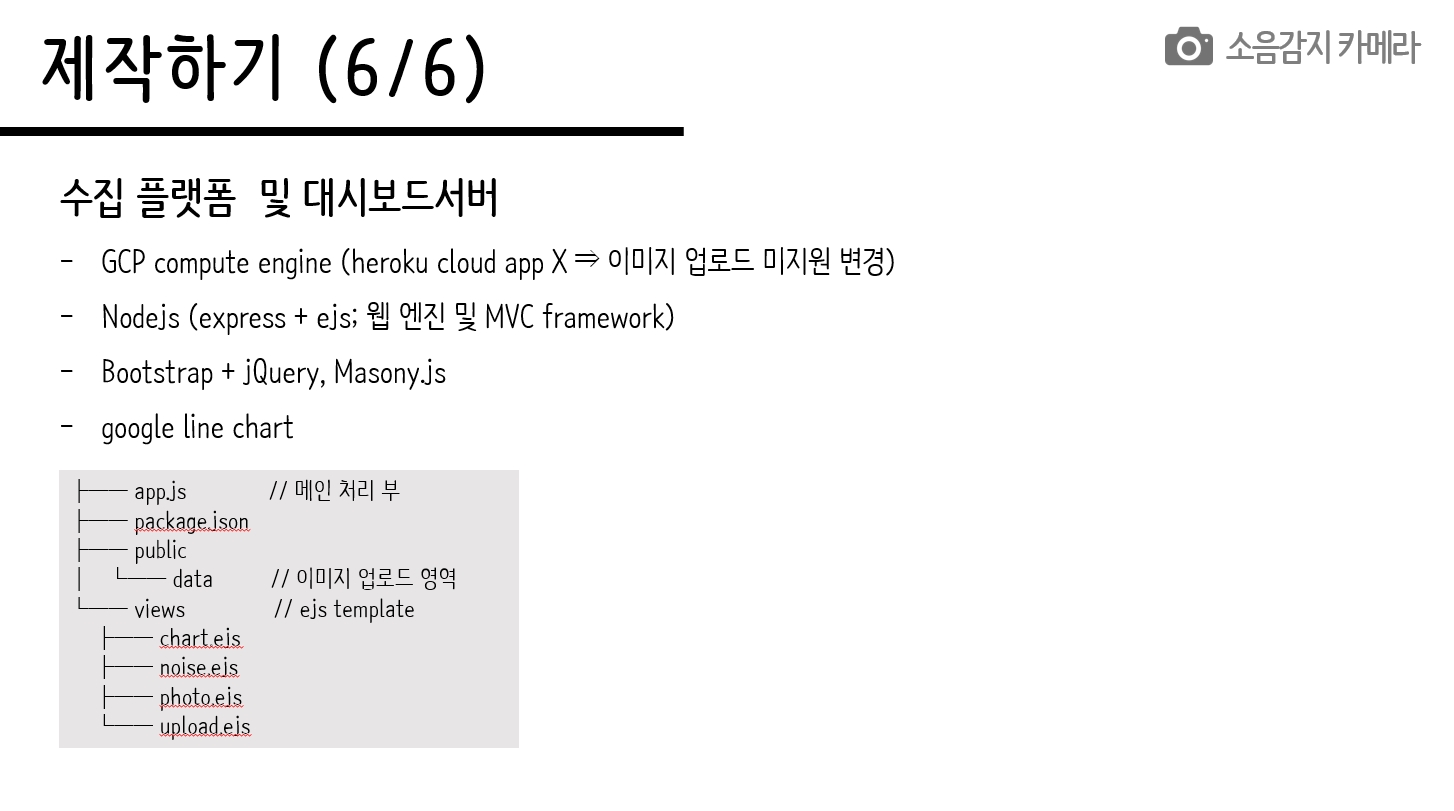 제작하기 (6/6)
소음감지 카메라
수집 플랫폼  및 대시보드서버
- GCP compute engine (heroku cloud app X ⇒ 이미지 업로드 미지원 변경)
- Nodejs (express + ejs; 웹 엔진 및 MVC framework)
- Bootstrap + jQuery, Masony.js
- google line chart
├── app.js // 메인 처리 부
├── package.json
├── public
│   └── data // 이미지 업로드 영역
└── views // ejs template
    ├── chart.ejs
    ├── noise.ejs
    ├── photo.ejs
    └── upload.ejs